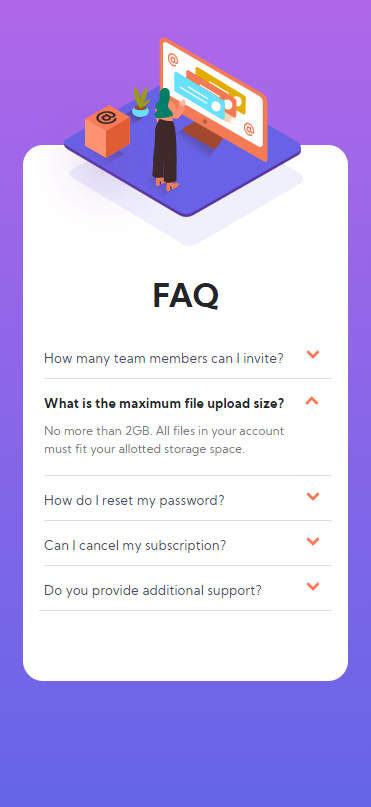 @
@
@
FAQ
How many team members can I invite?
What is the maximum file upload size?
No more than 2GB. All files in your account
must fit your allotted storage space.
How do I reset my password?
Can I cancel my subscription?
Do you provide additional support?